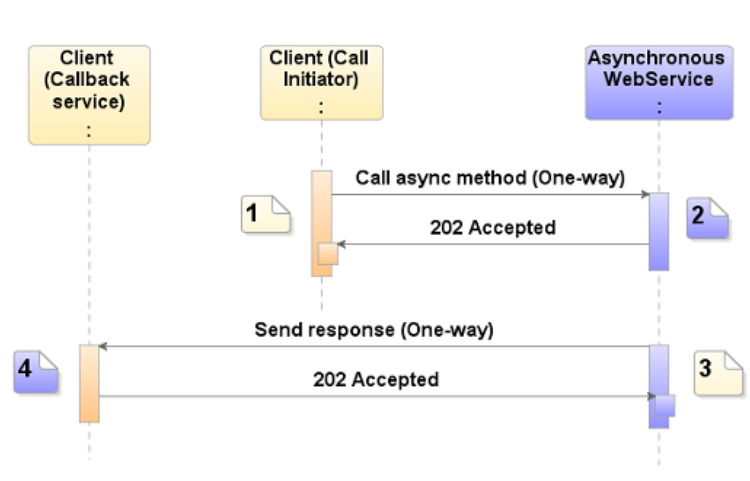 Client
(Callback
service)
:
Client (Call
Initiator)
:
Asynchronous
WebService
:
Call async method (One-way)
1
2
202 Accepted
Send response (One-way)
4
3
202 Accepted